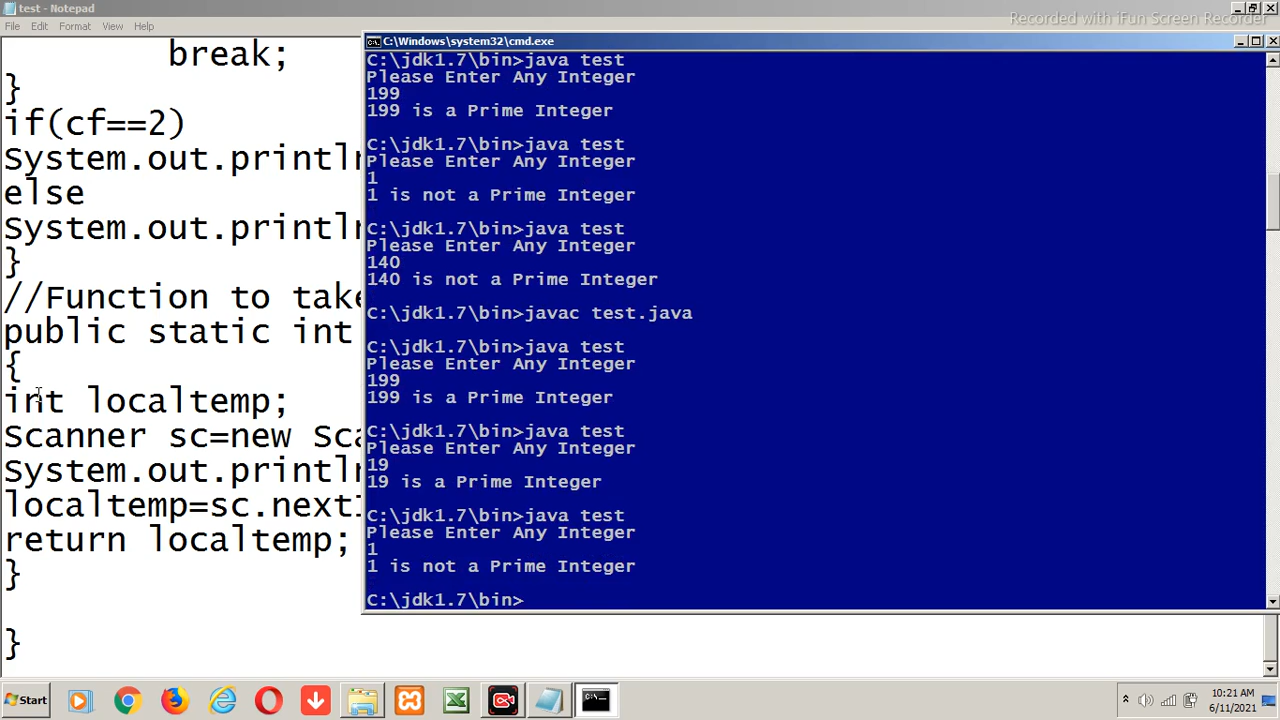 test - Notepad
File Edit Format View Help
Recorded with iFun Screen Recorder
break;
}
if(cf==2)
System.out.println
else
System.out.println
}
//Function to take
public static int
{
int localtemp;
Scanner sc=new Sca
System.out.println
localtemp=sc.nextI
return localtemp;
}
}
C:\Windows\system32\cmd.exe
C:\jdk1.7\bin>java test
Please Enter Any Integer
199
199 is a Prime Integer
C:\jdk1.7\bin>java test
Please Enter Any Integer
1
1 is not a Prime Integer
C:\jdk1.7\bin>java test
Please Enter Any Integer
140
140 is not a Prime Integer
C:\jdk1.7\bin>javac test.java
C:\jdk1.7\bin>java test
Please Enter Any Integer
199
199 is a Prime Integer
C:\jdk1.7\bin>java test
Please Enter Any Integer
19
19 is a Prime Integer
C:\jdk1.7\bin>java test
Please Enter Any Integer
1
1 is not a Prime Integer
C:\jdk1.7\bin>
Start
10:21 AM
6/11/2021